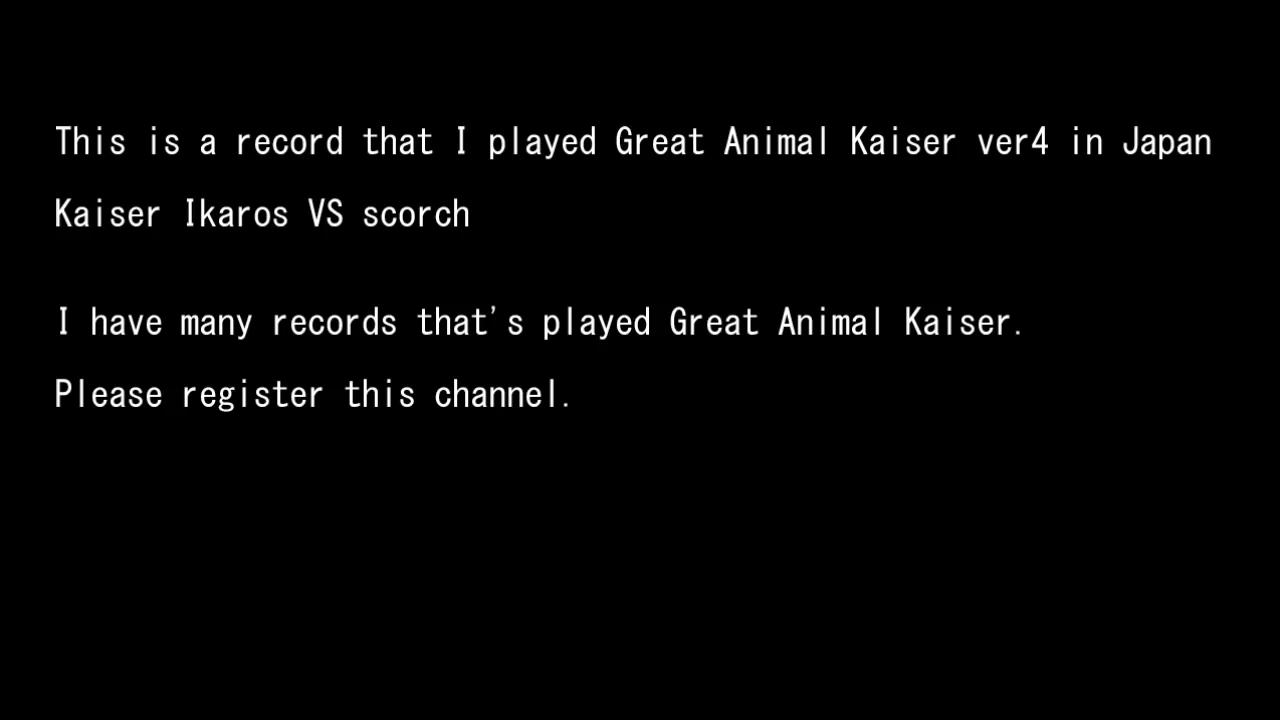 This is a record that I played Great Animal Kaiser ver4 in Japan
Kaiser Ikaros VS scorch
I have many records that's played Great Animal Kaiser.
Please register this channel.